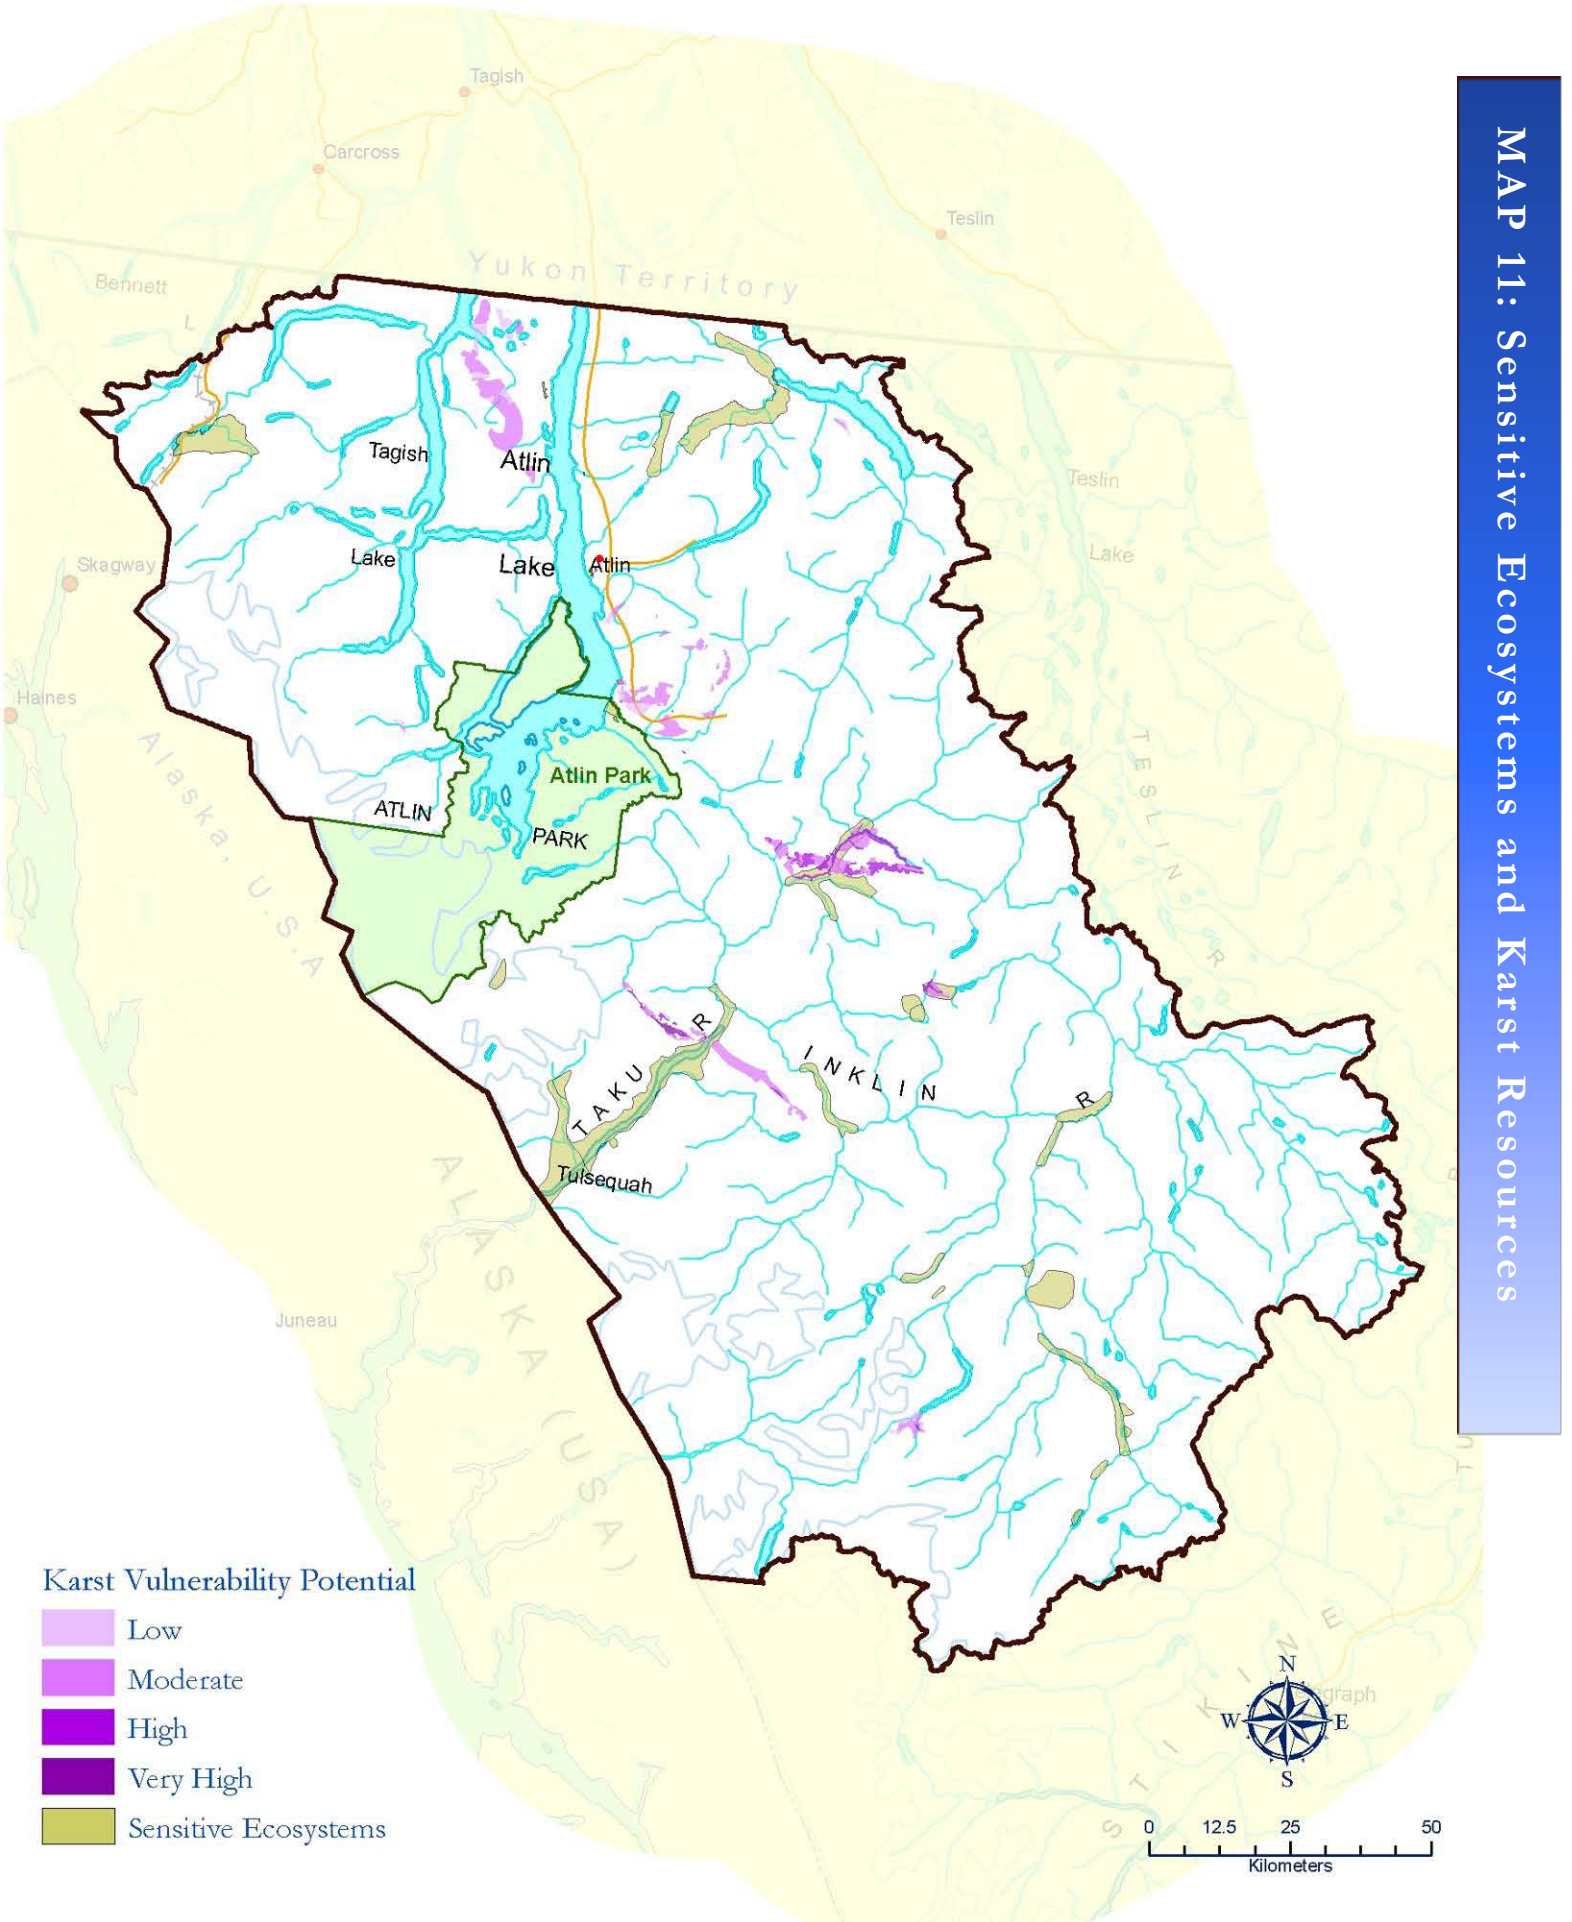 MAP 11: Sensitive Ecosystems and Karst Resources
Tagish
Carcross
Teslin
Yukon Territory
Bennett
L
Tagish
Atlin
Teslin
Lake
Lake
Lake
Atlin
Skagway
Haines
Alaska, U.S.A
TESLIN R
Atlin Park
ATLIN
PARK
TAKU R
INKLIN R
Tulsequah
Juneau
ALASKA (USA)
TU
STIKINE
egraph
Karst Vulnerability Potential
Low
Moderate
High
Very High
Sensitive Ecosystems
N
W
E
S
0 12.5 25 50
Kilometers